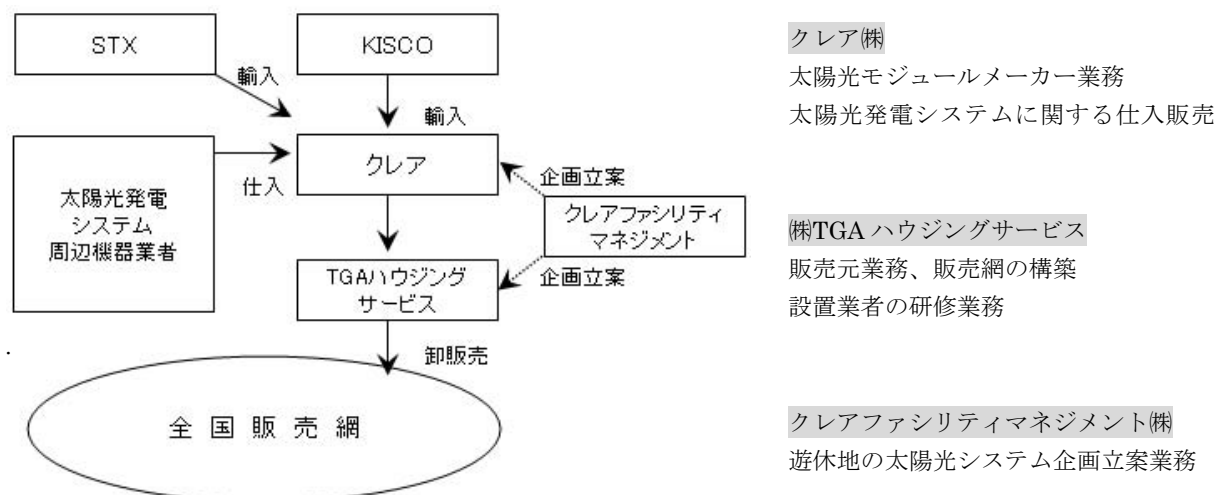 STX
KISCO
輸入
輸入
クレア
仕入
太陽光発電
システム
周辺機器業者
企画立案
クレアファシリティ
マネジメント
企画立案
TGAハウジング
サービス
卸販売
全国販売網
クレア㈱
太陽光モジュールメーカー業務
太陽光発電システムに関する仕入販売
㈱TGA ハウジングサービス
販売元業務、販売網の構築
設置業者の研修業務
クレアファシリティマネジメント㈱
遊休地の太陽光システム企画立案業務